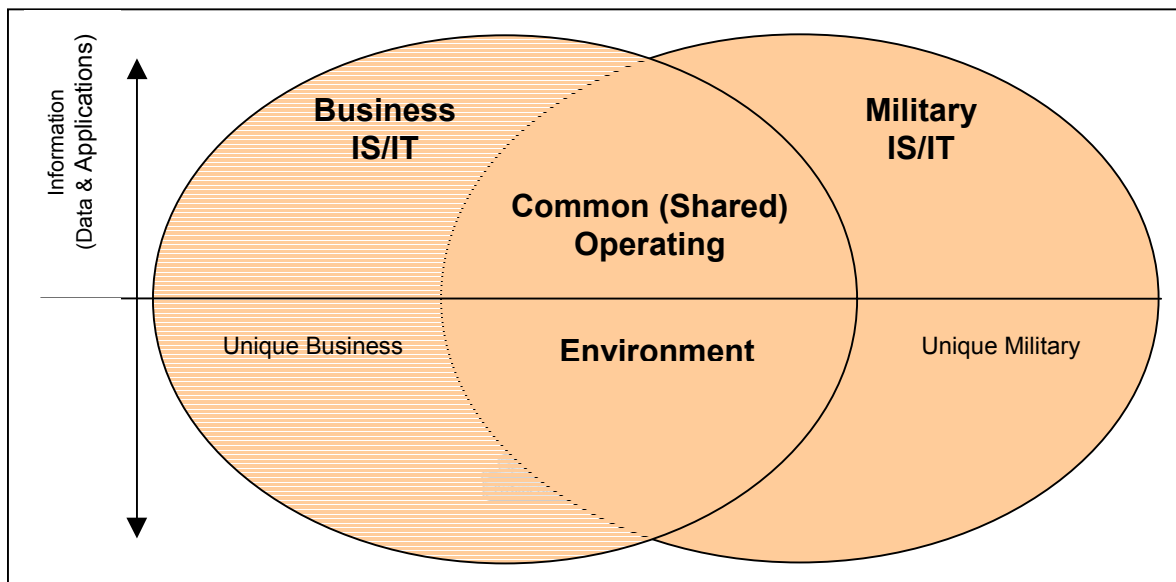 Information
(Data & Applications)
Business
IS/IT
Military
IS/IT
Common (Shared)
Operating
Unique Business
Environment
Unique Military